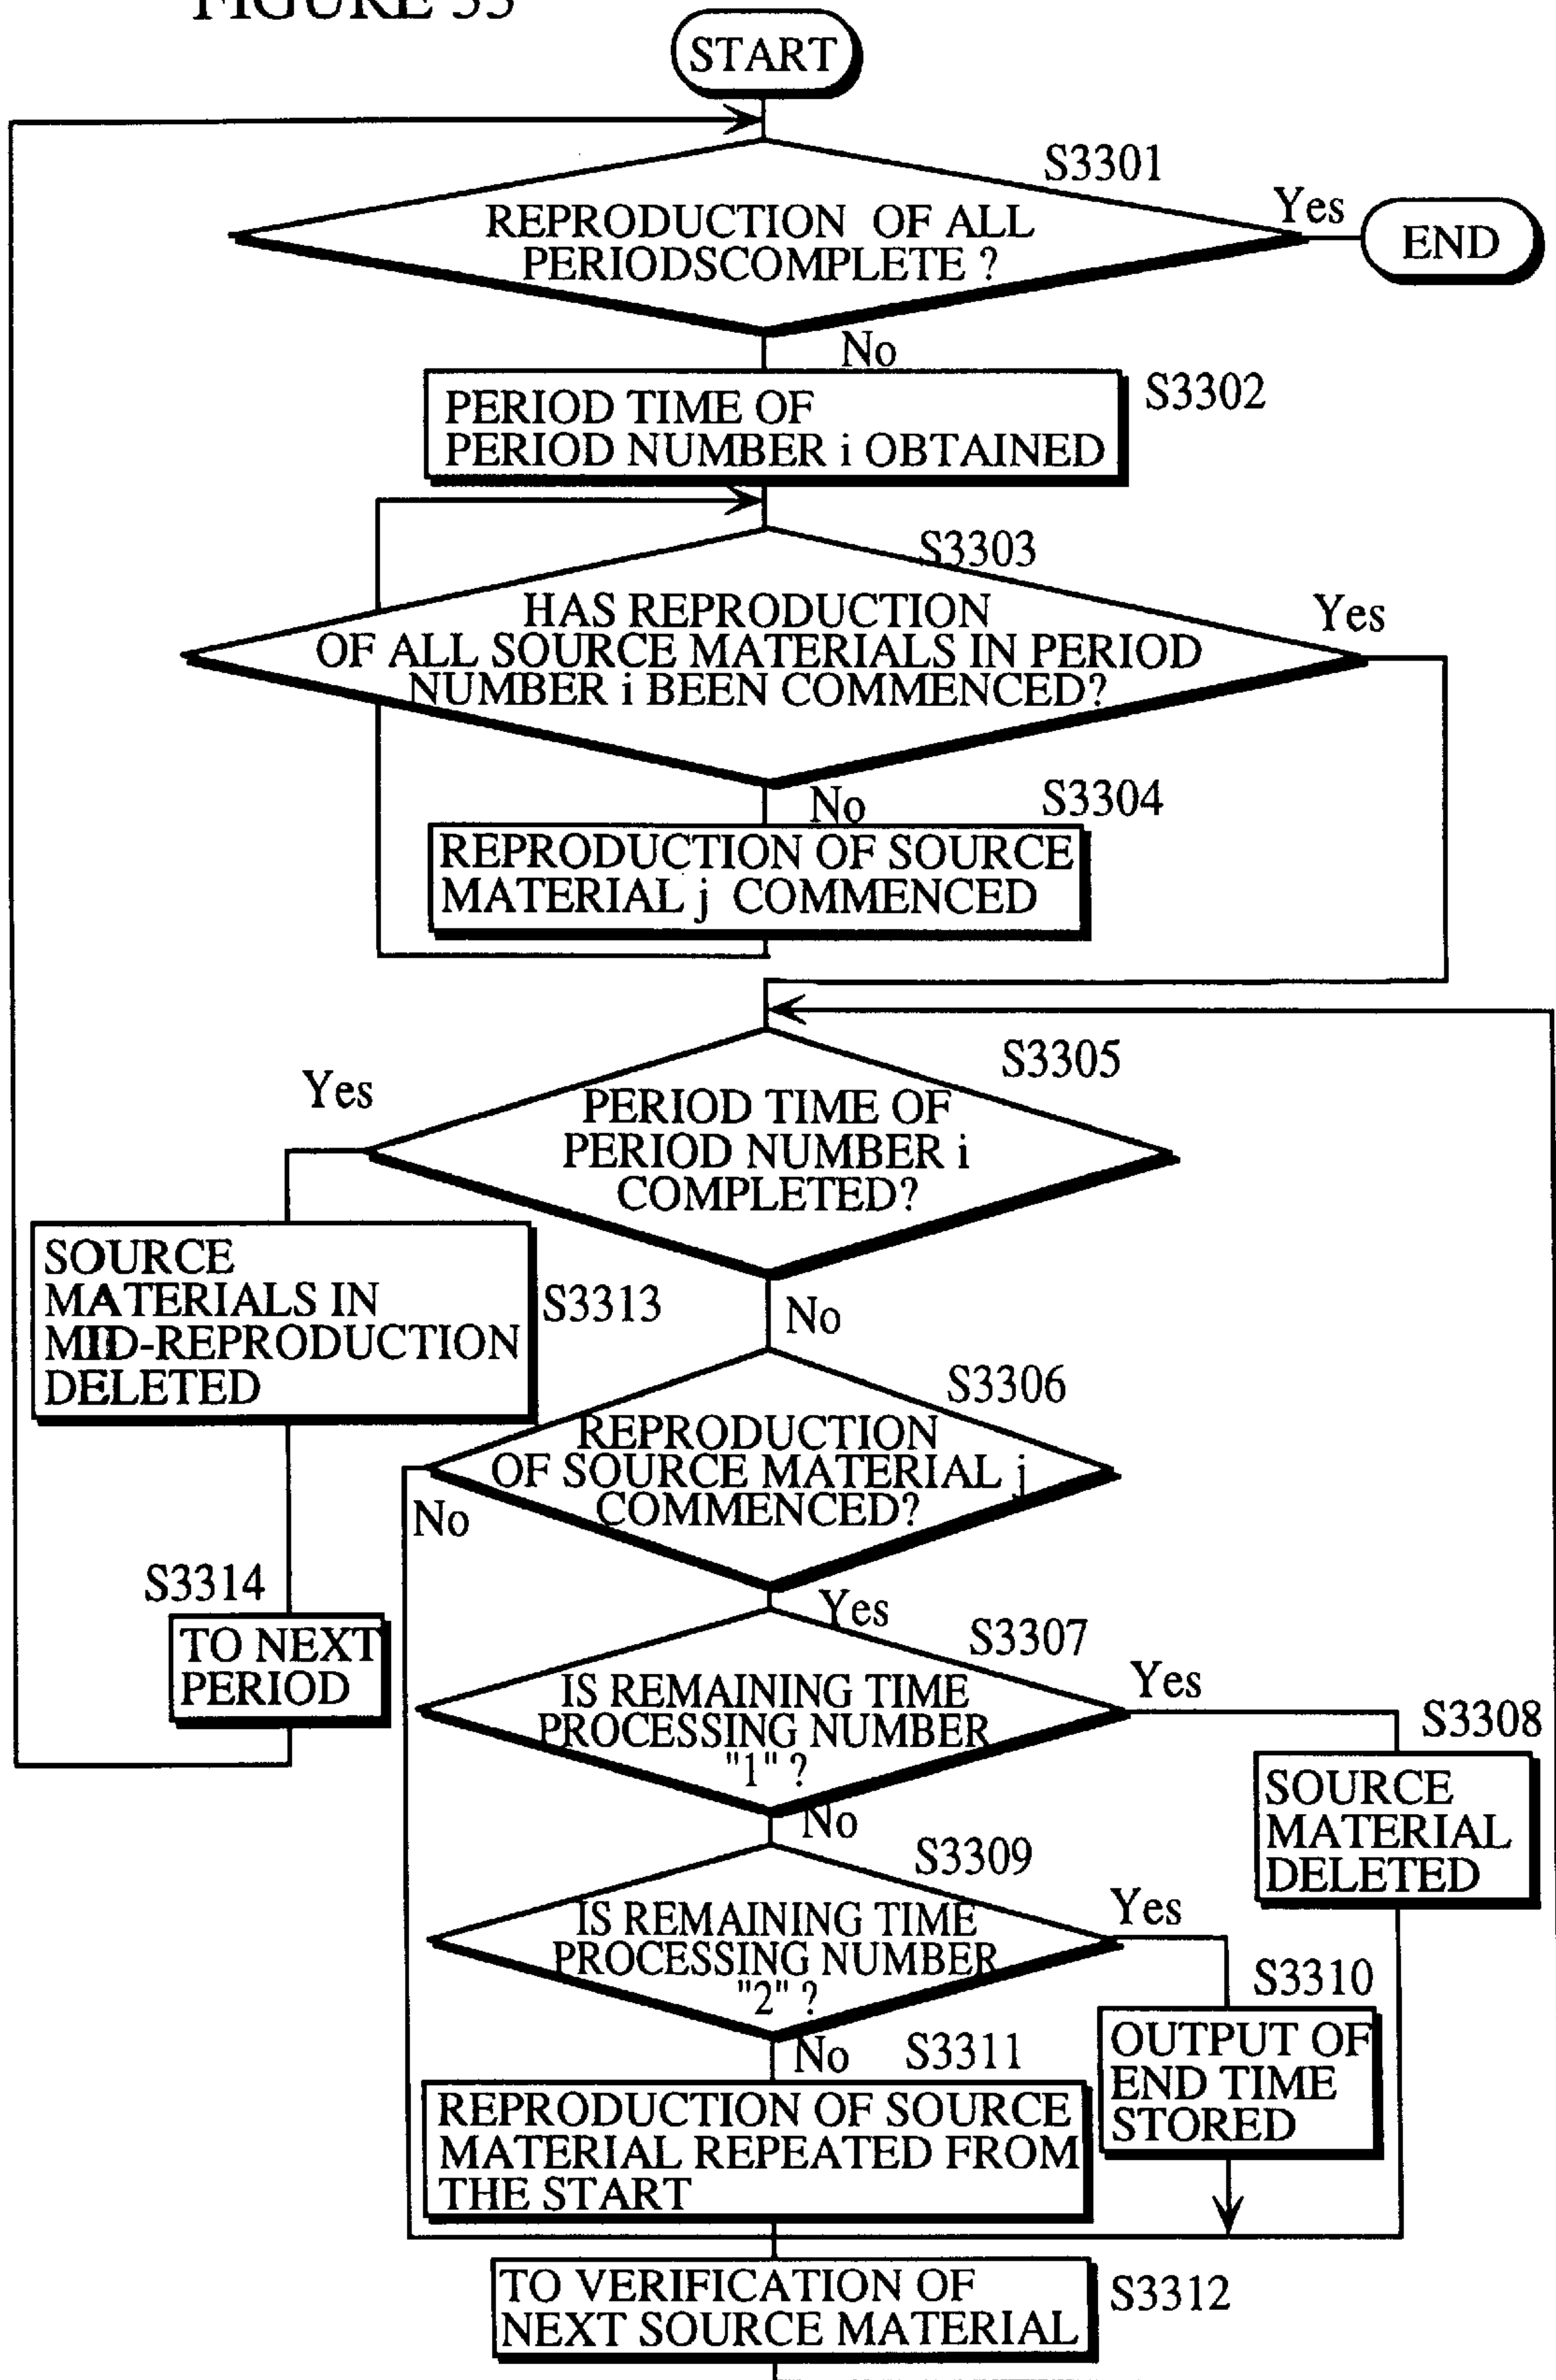 FIGURE 33
START
S3301
REPRODUCTION OF ALL
PERIODSCOMPLETE ?
Yes
END
No
S3302
PERIOD TIME OF
PERIOD NUMBER i OBTAINED
S3303
HAS REPRODUCTION
OF ALL SOURCE MATERIALS IN PERIOD
NUMBER i BEEN COMMENCED?
Yes
No
S3304
REPRODUCTION OF SOURCE
MATERIAL j COMMENCED
S3305
Yes
PERIOD TIME OF
PERIOD NUMBER i
COMPLETED?
No
SOURCE
MATERIALS IN
MID-REPRODUCTION
DELETED
S3313
S3306
REPRODUCTION
OF SOURCE MATERIAL j
COMMENCED?
No
Yes
S3314
TO NEXT
PERIOD
S3307
IS REMAINING TIME
PROCESSING NUMBER
"1" ?
Yes
S3308
SOURCE
MATERIAL
DELETED
No
S3309
IS REMAINING TIME
PROCESSING NUMBER
"2" ?
Yes
S3310
OUTPUT OF
END TIME
STORED
No
S3311
REPRODUCTION OF SOURCE
MATERIAL REPEATED FROM
THE START
TO VERIFICATION OF
NEXT SOURCE MATERIAL
S3312